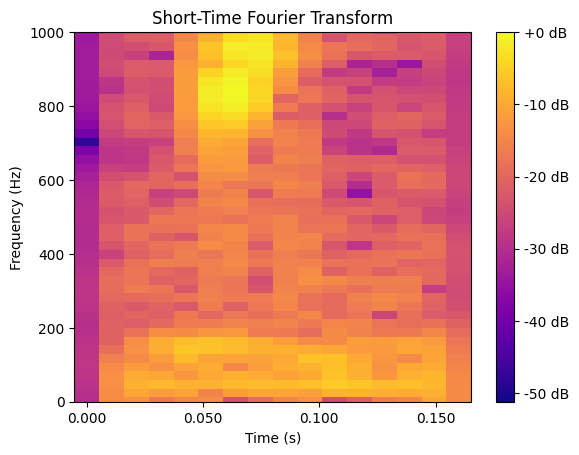 Short-Time Fourier Transform
Frequency (Hz)
1000
800
600
400
200
0
0.000
0.050
0.100
0.150
Time (s)
+0 dB
-10 dB
-20 dB
-30 dB
-40 dB
-50 dB